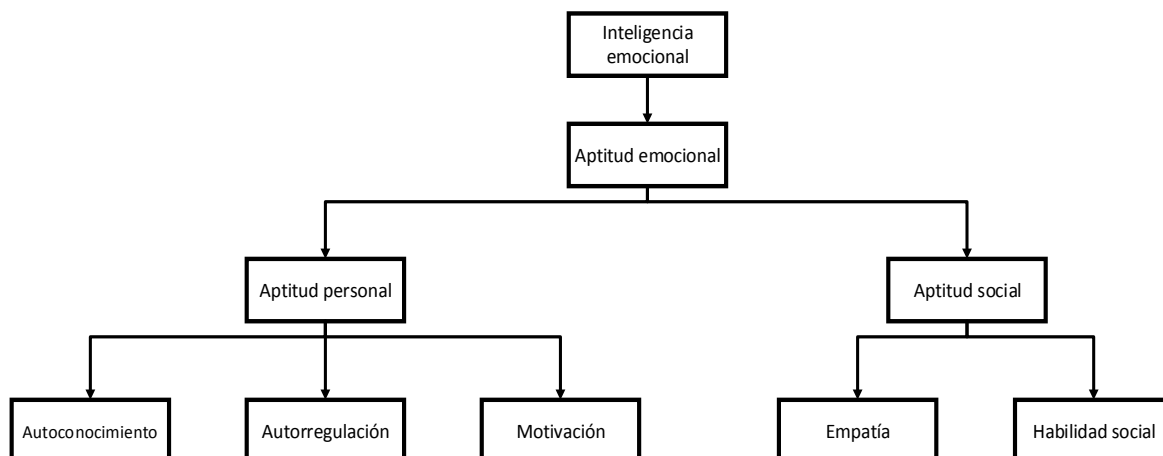 Inteligencia
emocional
Aptitud emocional
Aptitud personal
Aptitud social
Autoconocimiento
Autorregulación
Motivación
Empatía
Habilidad social